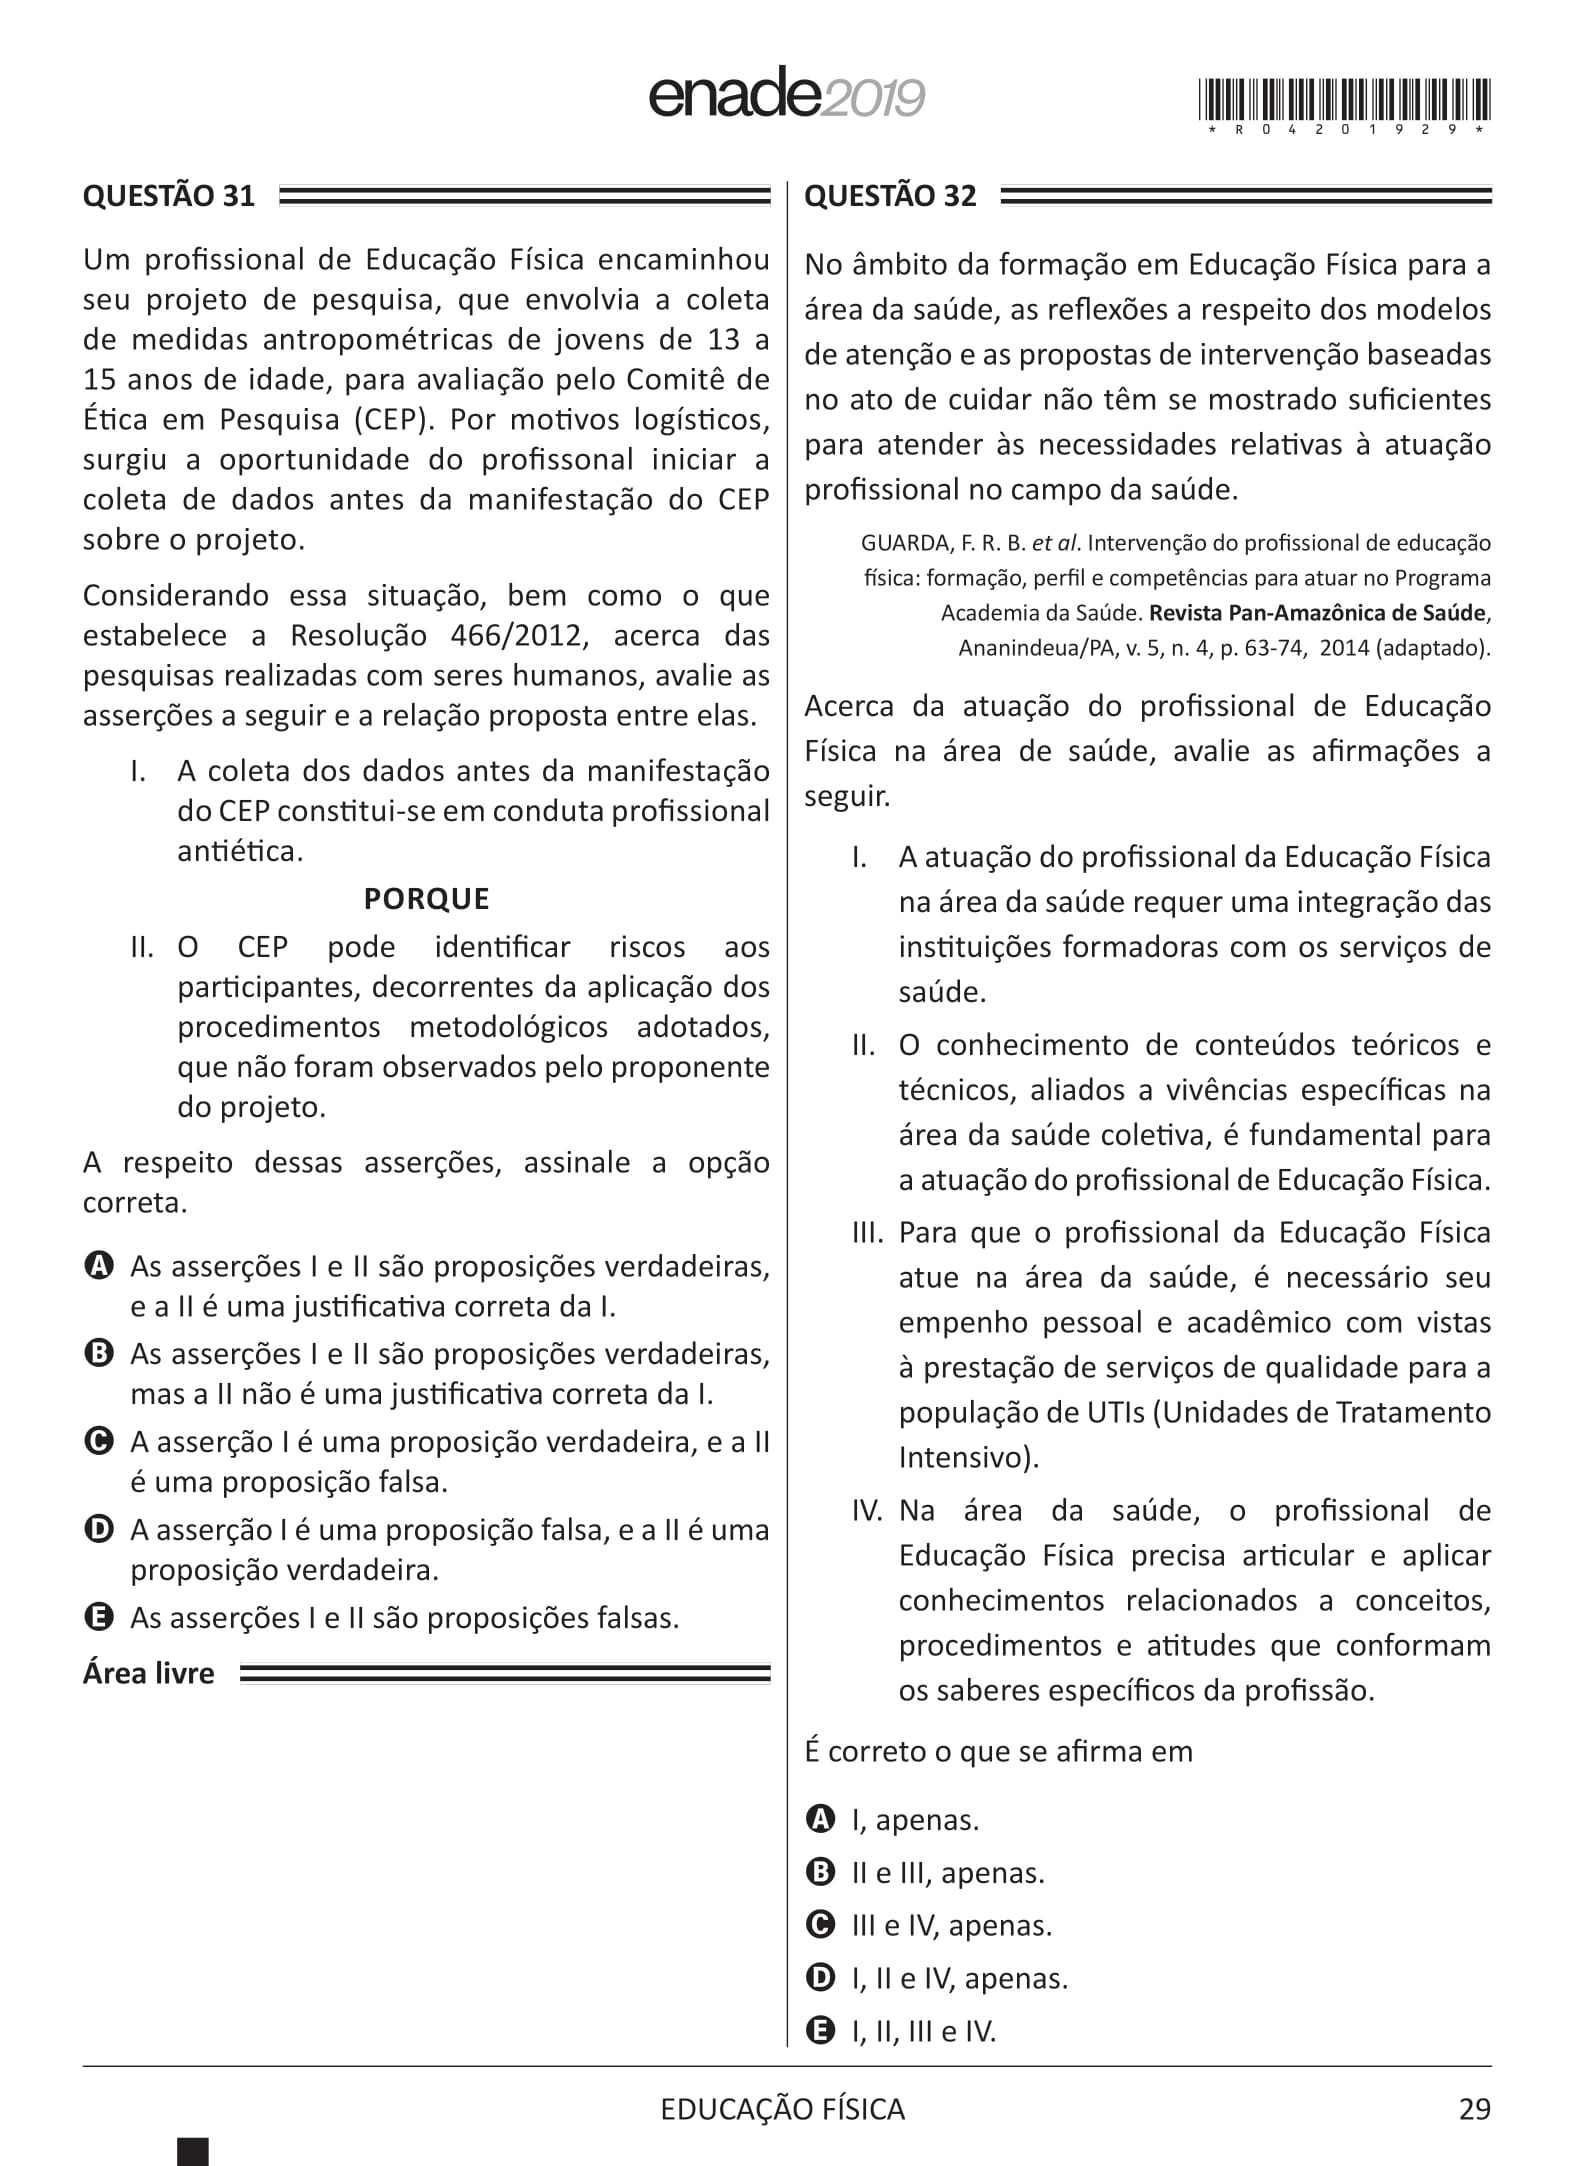 enade2019
*R04201929*
QUESTÃO 31
Um profissional de Educação Física encaminhou
seu projeto de pesquisa, que envolvia a coleta
de medidas antropométricas de jovens de 13 a
15 anos de idade, para avaliação pelo Comitê de
Ética em Pesquisa (CEP). Por motivos logísticos,
surgiu a oportunidade do profissonal iniciar a
coleta de dados antes da manifestação do CEP
sobre o projeto.
Considerando essa situação, bem como o que
estabelece a Resolução 466/2012, acerca das
pesquisas realizadas com seres humanos, avalie as
asserções a seguir e a relação proposta entre elas.
I. A coleta dos dados antes da manifestação
do CEP constitui-se em conduta profissional
antiética.
PORQUE
II. O CEP pode identificar riscos aos
participantes, decorrentes da aplicação dos
procedimentos metodológicos adotados,
que não foram observados pelo proponente
do projeto.
A respeito dessas asserções, assinale a opção
correta.
A As asserções I e II são proposições verdadeiras,
e a II é uma justificativa correta da I.
B As asserções I e II são proposições verdadeiras,
mas a II não é uma justificativa correta da I.
C A asserção I é uma proposição verdadeira, e a II
é uma proposição falsa.
D A asserção I é uma proposição falsa, e a II é uma
proposição verdadeira.
E As asserções I e II são proposições falsas.
Área livre
QUESTÃO 32
No âmbito da formação em Educação Física para a
área da saúde, as reflexões a respeito dos modelos
de atenção e as propostas de intervenção baseadas
no ato de cuidar não têm se mostrado suficientes
para atender às necessidades relativas à atuação
profissional no campo da saúde.
GUARDA, F. R. B. et al. Intervenção do profissional de educação
física: formação, perfil e competências para atuar no Programa
Academia da Saúde. Revista Pan-Amazônica de Saúde,
Ananindeua/PA, v. 5, n. 4, p. 63-74, 2014 (adaptado).
Acerca da atuação do profissional de Educação
Física na área de saúde, avalie as afirmações a
seguir.
I. A atuação do profissional da Educação Física
na área da saúde requer uma integração das
instituições formadoras com os serviços de
saúde.
II. O conhecimento de conteúdos teóricos e
técnicos, aliados a vivências específicas na
área da saúde coletiva, é fundamental para
a atuação do profissional de Educação Física.
III. Para que o profissional da Educação Física
atue na área da saúde, é necessário seu
empenho pessoal e acadêmico com vistas
à prestação de serviços de qualidade para a
população de UTIs (Unidades de Tratamento
Intensivo).
IV. Na área da saúde, o profissional de
Educação Física precisa articular e aplicar
conhecimentos relacionados a conceitos,
procedimentos e atitudes que conformam
os saberes específicos da profissão.
É correto o que se afirma em
A I, apenas.
B II e III, apenas.
C III e IV, apenas.
D I, II e IV, apenas.
E I, II, III e IV.
EDUCAÇÃO FÍSICA
29